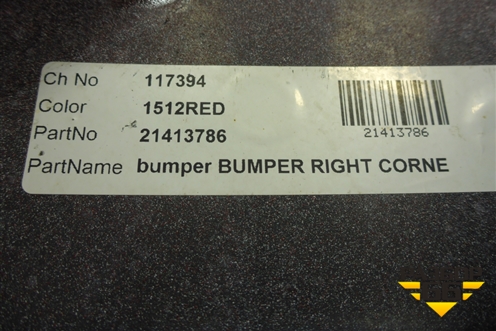 Ch No 117394
Color 1512RED
PartNo 21413786
PartName bumper BUMPER RIGHT CORNE
21413786